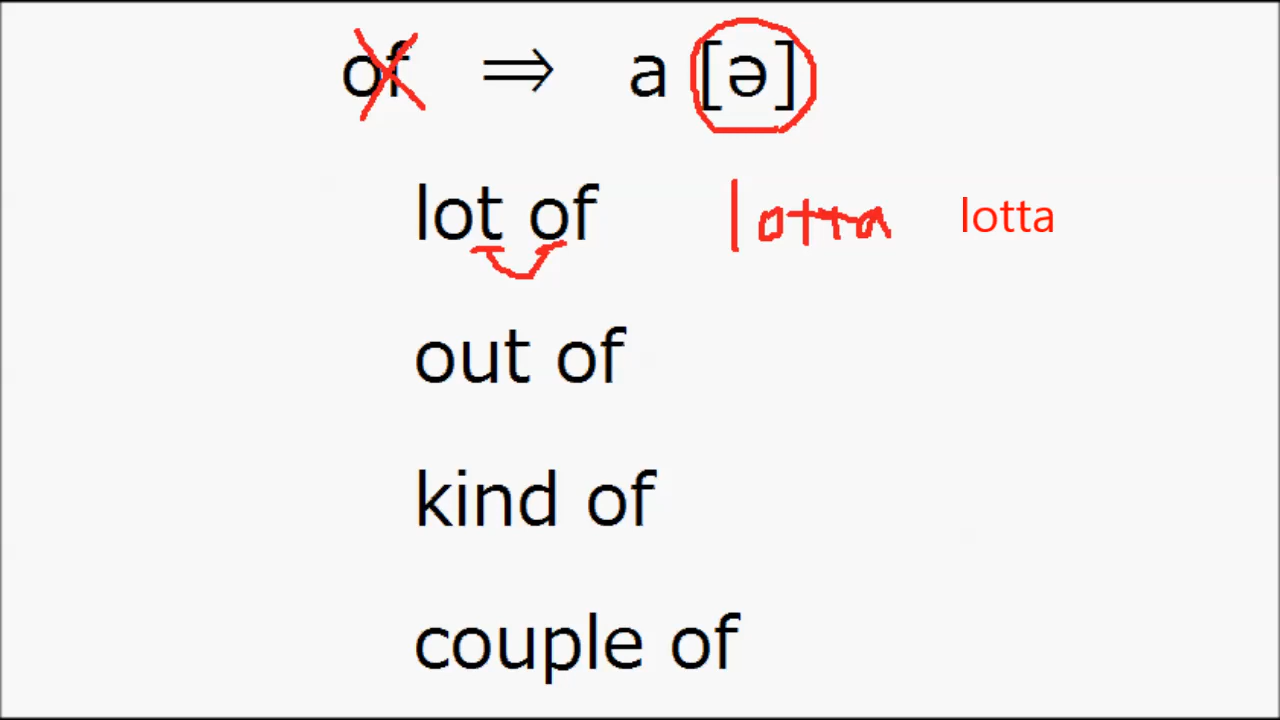 of ⇒ a [ə]
lot of lotta lotta
out of
kind of
couple of